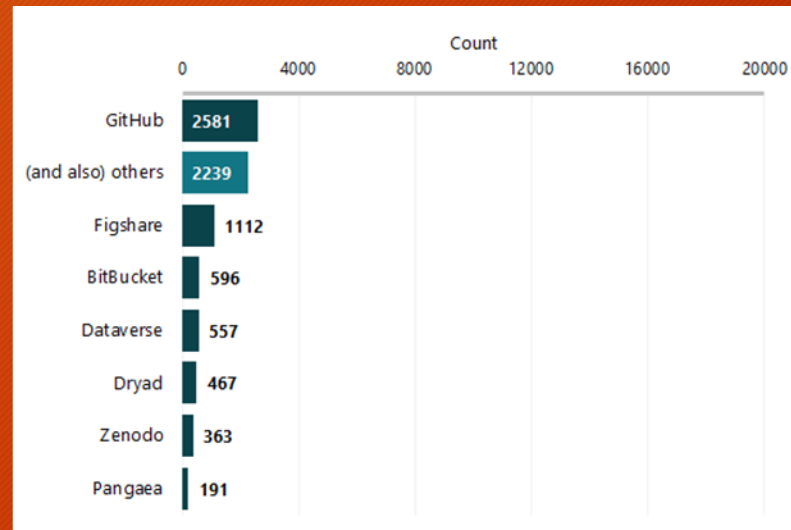 Count
0 4000 8000 12000 16000 20000
GitHub 2581
(and also) others 2239
Figshare 1112
BitBucket 596
Dataverse 557
Dryad 467
Zenodo 363
Pangaea 191